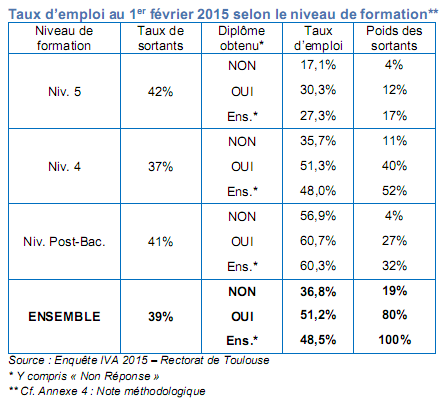 Taux d'emploi au 1er février 2015 selon le niveau de formation**
Niveau de formation Taux de sortants Diplôme obtenu* Taux d'emploi Poids des sortants
NON 17,1% 4%
Niv. 5 42% OUI 30,3% 12%
Ens.* 27,3% 17%
NON 35,7% 11%
Niv. 4 37% OUI 51,3% 40%
Ens.* 48,0% 52%
NON 56,9% 4%
Niv. Post-Bac. 41% OUI 60,7% 27%
Ens.* 60,3% 32%
NON 36,8% 19%
ENSEMBLE 39% OUI 51,2% 80%
Ens.* 48,5% 100%
Source : Enquête IVA 2015 – Rectorat de Toulouse
* Y compris « Non Réponse »
** Cf. Annexe 4 : Note méthodologique